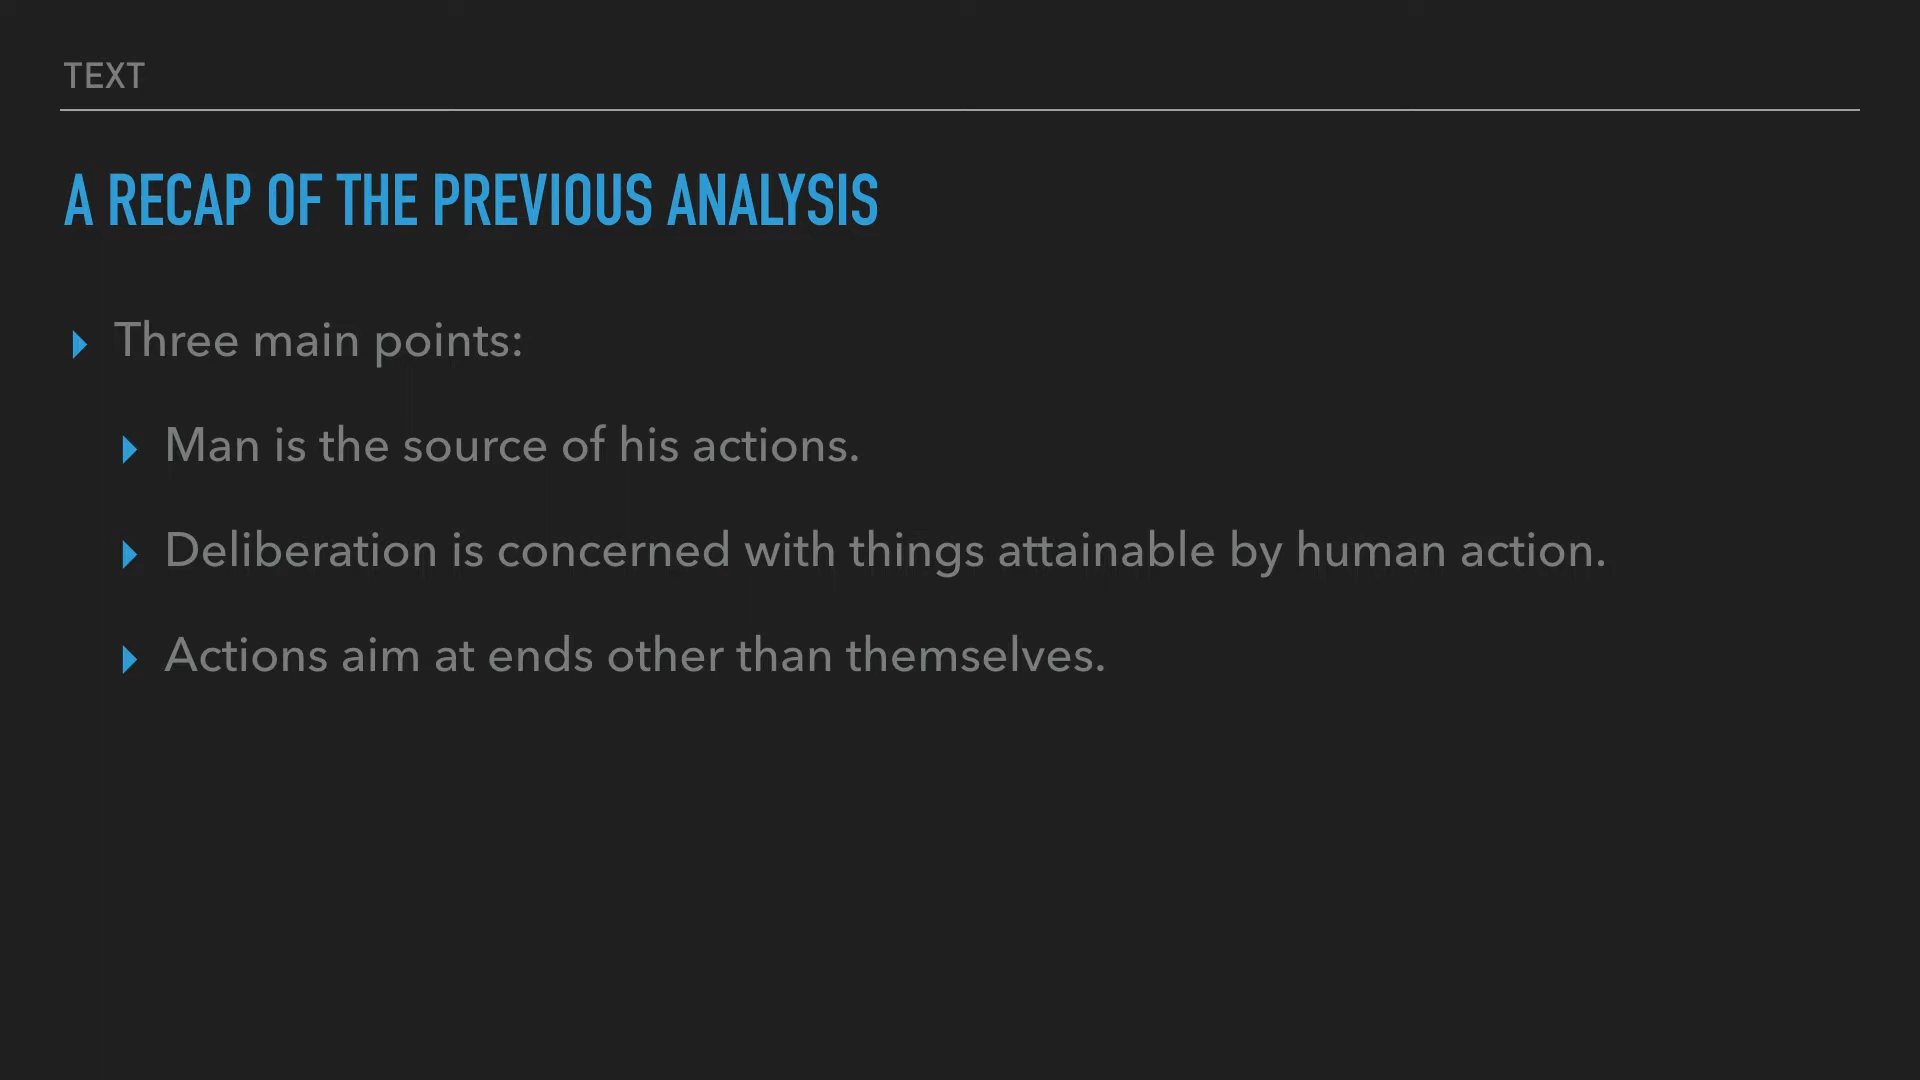 TEXT
A RECAP OF THE PREVIOUS ANALYSIS
Three main points:
Man is the source of his actions.
Deliberation is concerned with things attainable by human action.
Actions aim at ends other than themselves.